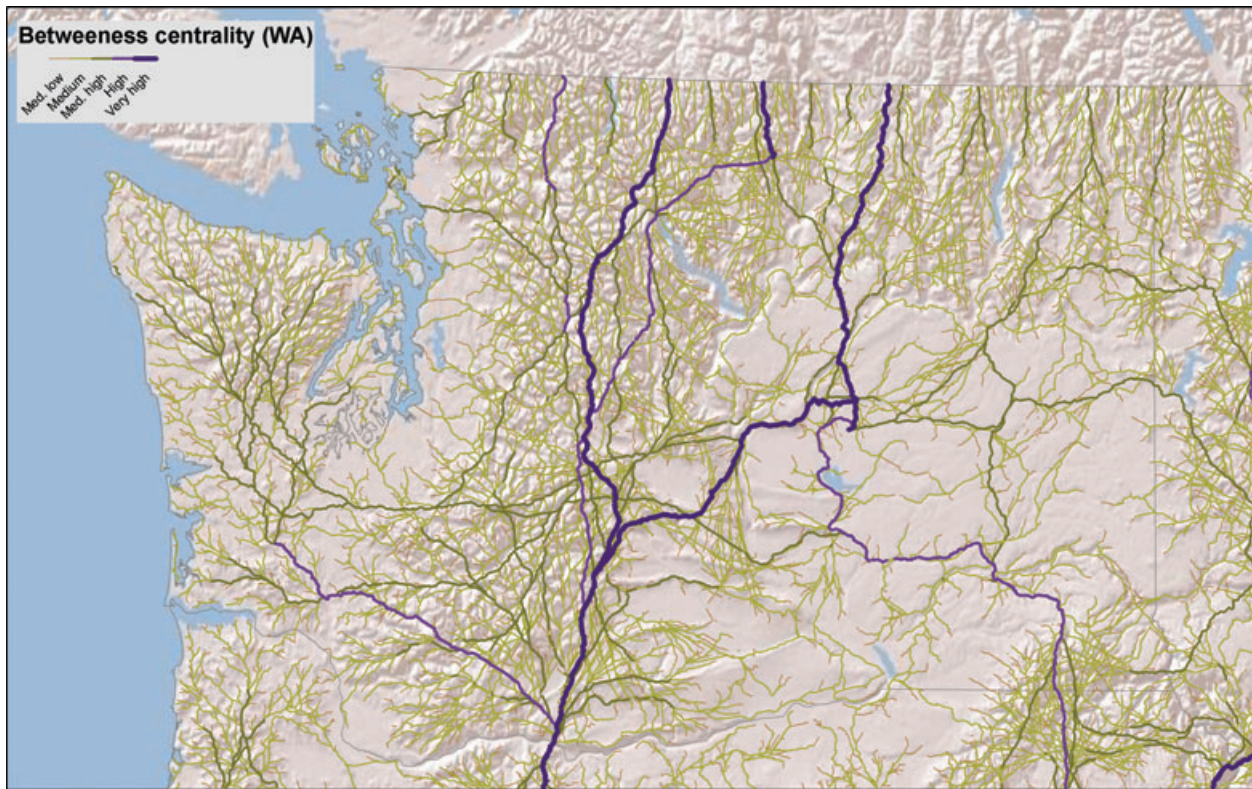 Betweeness centrality (WA)
Med. low
Medium
Med. high
High
Very high